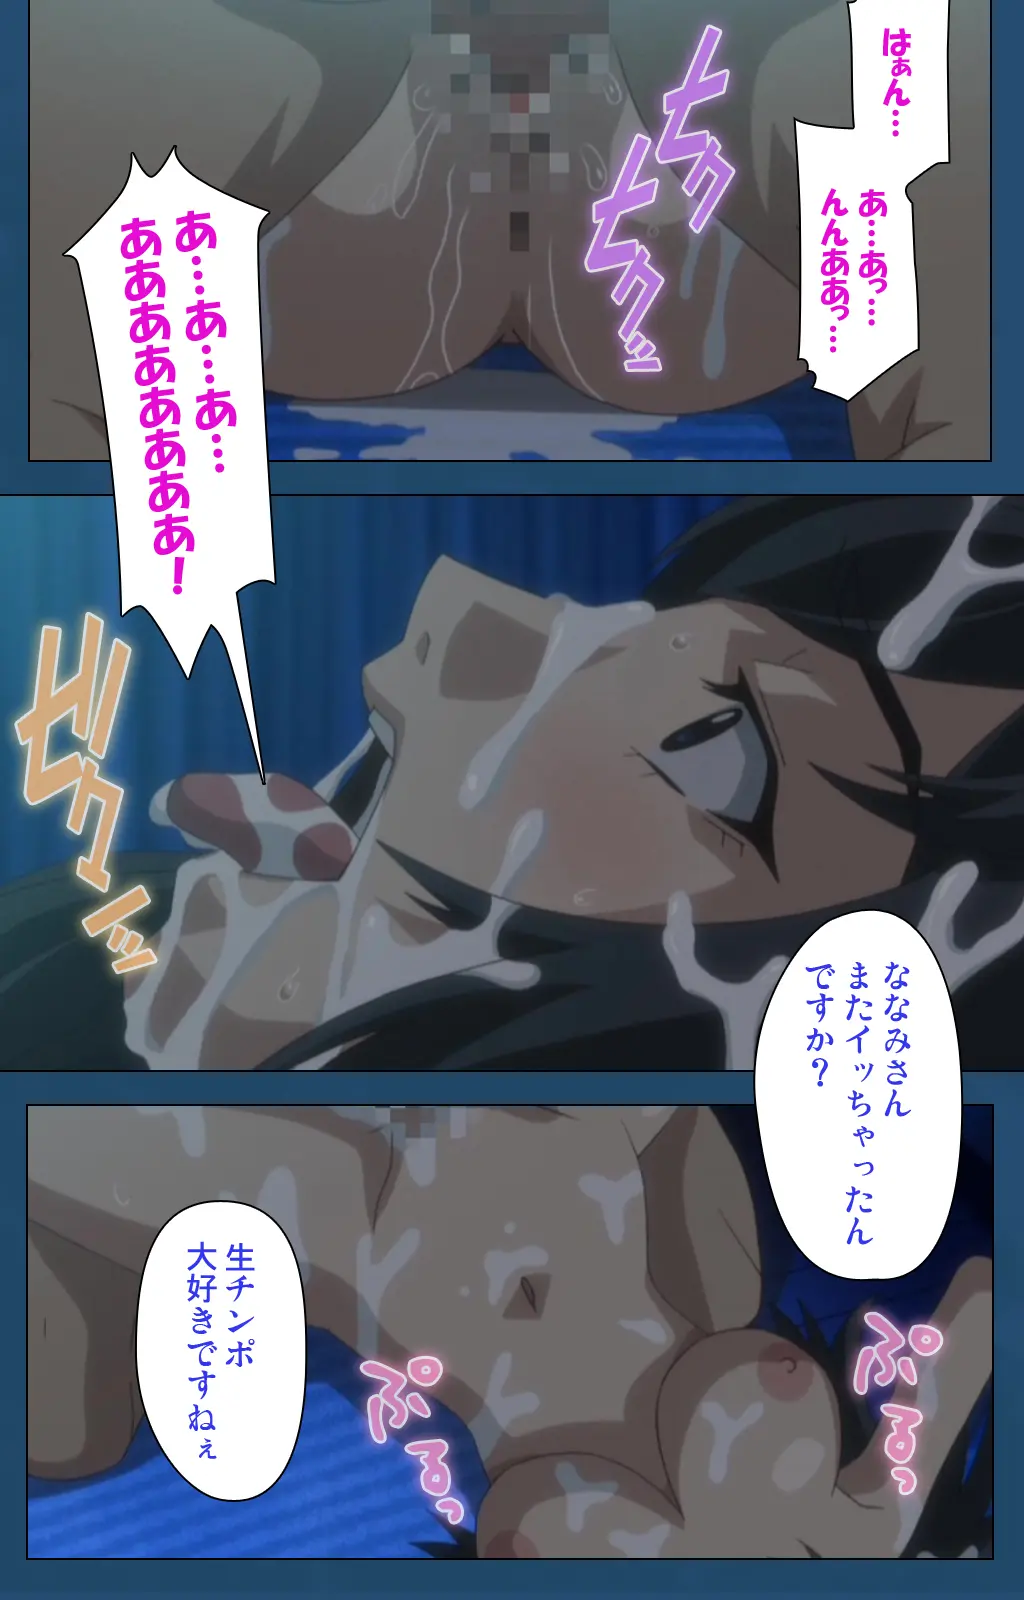 はぁん…
あ…あっ…
んんああっ…
ビクビクッ
あ…あ…あ…
ああああああああ！
ビクンッ
ななみさん
またイッちゃったん
ですか？
生チンポ
大好きですねぇ
ぷるっ
ぷるっ